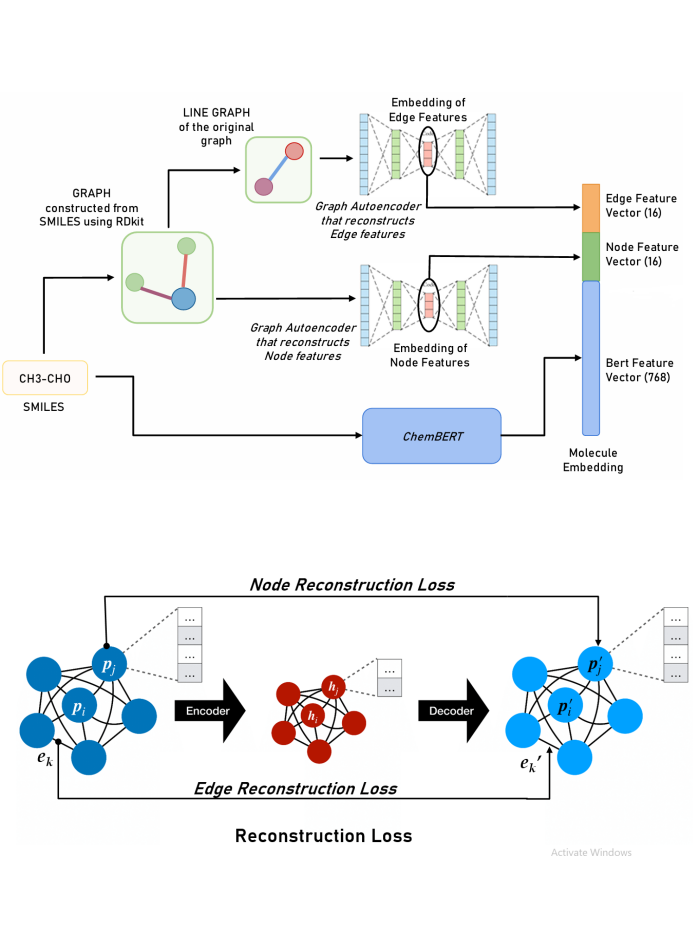 LINE GRAPH
of the original
graph
Embedding of
Edge Features
GRAPH
constructed from
SMILES using RDkit
Graph Autoencoder
that reconstructs
Edge features
Edge Feature
Vector (16)
Node Feature
Vector (16)
Graph Autoencoder
that reconstructs
Node features
Embedding of
Node Features
Bert Feature
Vector (768)
CH3-CHO
SMILES
ChemBERT
Molecule
Embedding
Node Reconstruction Loss
...
...
...
...
p_j
p_i
e_k
Encoder
h_j
h_i
...
...
Decoder
p'_j
p'_i
e_k'
...
...
...
...
Edge Reconstruction Loss
Reconstruction Loss
Activate Windows